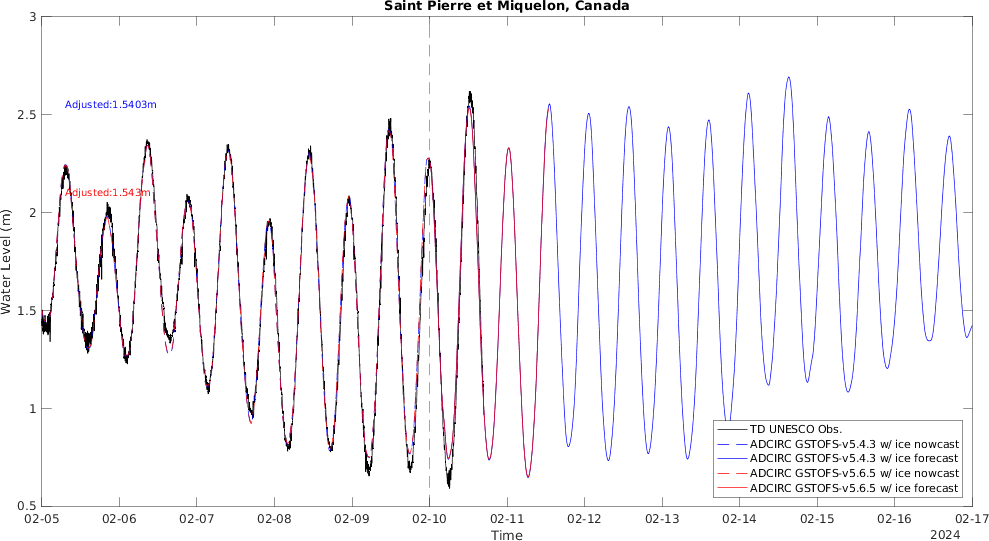 Saint Pierre et Miquelon, Canada
3
2.5
2
1.5
1
0.5
Water Level (m)
Adjusted:1.5403m
Adjusted:1.543m
TD UNESCO Obs.
ADCIRC GSTOFS-v5.4.3 w/ ice nowcast
ADCIRC GSTOFS-v5.4.3 w/ ice forecast
ADCIRC GSTOFS-v5.6.5 w/ ice nowcast
ADCIRC GSTOFS-v5.6.5 w/ ice forecast
02-05 02-06 02-07 02-08 02-09 02-10 02-11 02-12 02-13 02-14 02-15 02-16 02-17
Time
2024